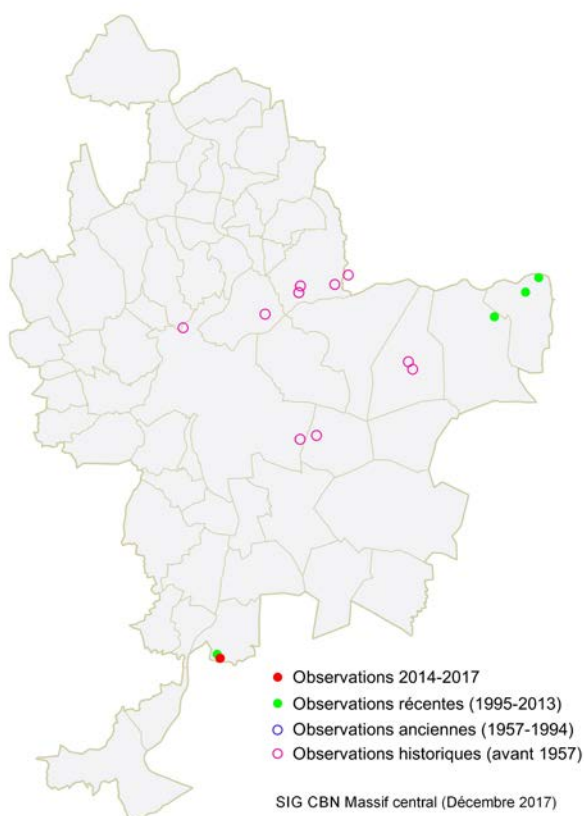 Observations 2014-2017
Observations récentes (1995-2013)
Observations anciennes (1957-1994)
Observations historiques (avant 1957)
SIG CBN Massif central (Décembre 2017)